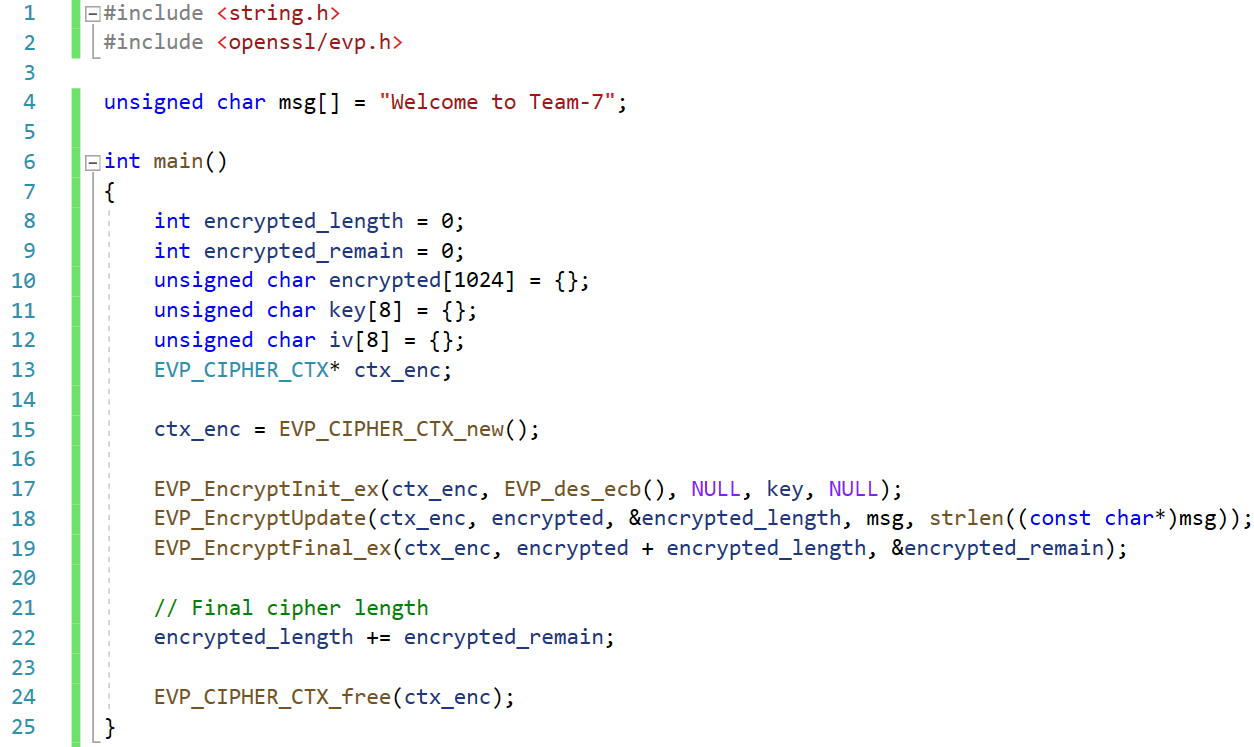 1 #include <string.h>
2 #include <openssl/evp.h>
3
4 unsigned char msg[] = "Welcome to Team-7";
5
6 int main()
7 {
8     int encrypted_length = 0;
9     int encrypted_remain = 0;
10     unsigned char encrypted[1024] = {};
11     unsigned char key[8] = {};
12     unsigned char iv[8] = {};
13     EVP_CIPHER_CTX* ctx_enc;
14
15     ctx_enc = EVP_CIPHER_CTX_new();
16
17     EVP_EncryptInit_ex(ctx_enc, EVP_des_ecb(), NULL, key, NULL);
18     EVP_EncryptUpdate(ctx_enc, encrypted, &encrypted_length, msg, strlen((const char*)msg));
19     EVP_EncryptFinal_ex(ctx_enc, encrypted + encrypted_length, &encrypted_remain);
20
21     // Final cipher length
22     encrypted_length += encrypted_remain;
23
24     EVP_CIPHER_CTX_free(ctx_enc);
25 }